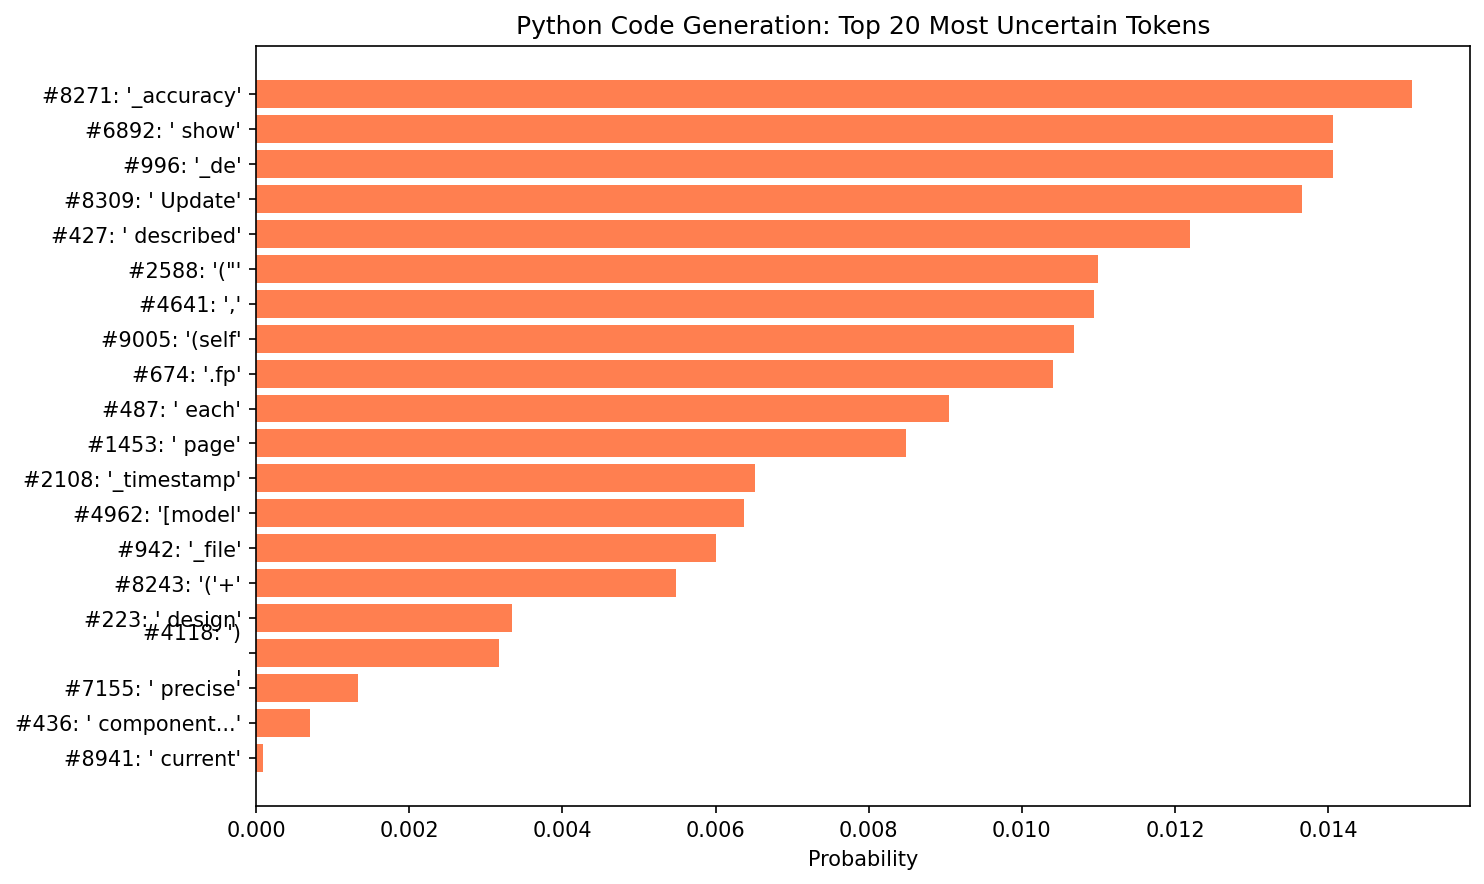 Python Code Generation: Top 20 Most Uncertain Tokens
#8271: '_accuracy'
#6892: ' show'
#996: '_de'
#8309: ' Update'
#427: ' described'
#2588: '("'
#4641: ','
#9005: '(self'
#674: '.fp'
#487: ' each'
#1453: ' page'
#2108: '_timestamp'
#4962: '[model'
#942: '_file'
#8243: '('+'
#223: ' design'
#4118: ')
'
#7155: ' precise'
#436: ' component...'
#8941: ' current'
0.000 0.002 0.004 0.006 0.008 0.010 0.012 0.014
Probability